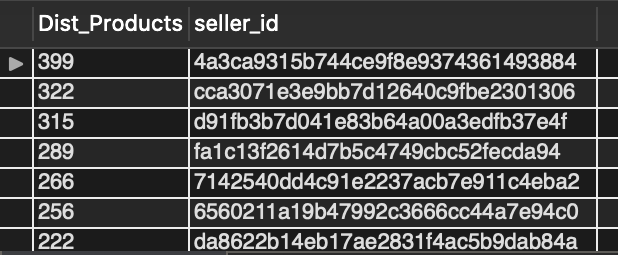 Dist_Products seller_id
399 4a3ca9315b744ce9f8e9374361493884
322 cca3071e3e9bb7d12640c9fbe2301306
315 d91fb3b7d041e83b64a00a3edfb37e4f
289 fa1c13f2614d7b5c4749cbc52fecda94
266 7142540dd4c91e2237acb7e911c4eba2
256 6560211a19b47992c3666cc44a7e94c0
222 da8622b14eb17ae2831f4ac5b9dab84a